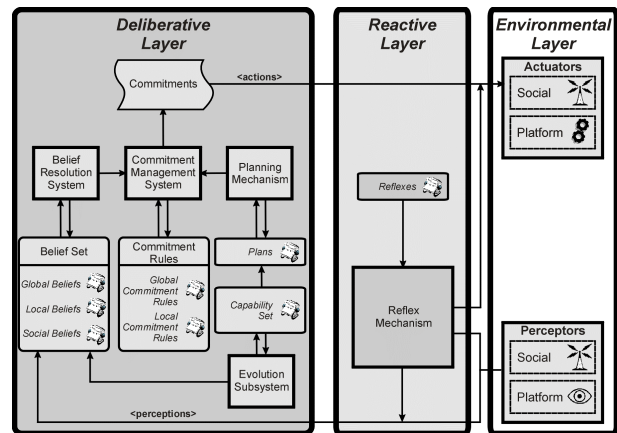 Deliberative
Layer
Reactive
Layer
Environmental
Layer
Commitments
<actions>
Actuators
Social
Platform
Belief
Resolution
System
Commitment
Management
System
Planning
Mechanism
Reflexes
Belief Set
Global Beliefs
Local Beliefs
Social Beliefs
Commitment
Rules
Global
Commitment
Rules
Local
Commitment
Rules
Plans
Capability
Set
Evolution
Subsystem
Reflex
Mechanism
Perceptors
Social
Platform
<perceptions>